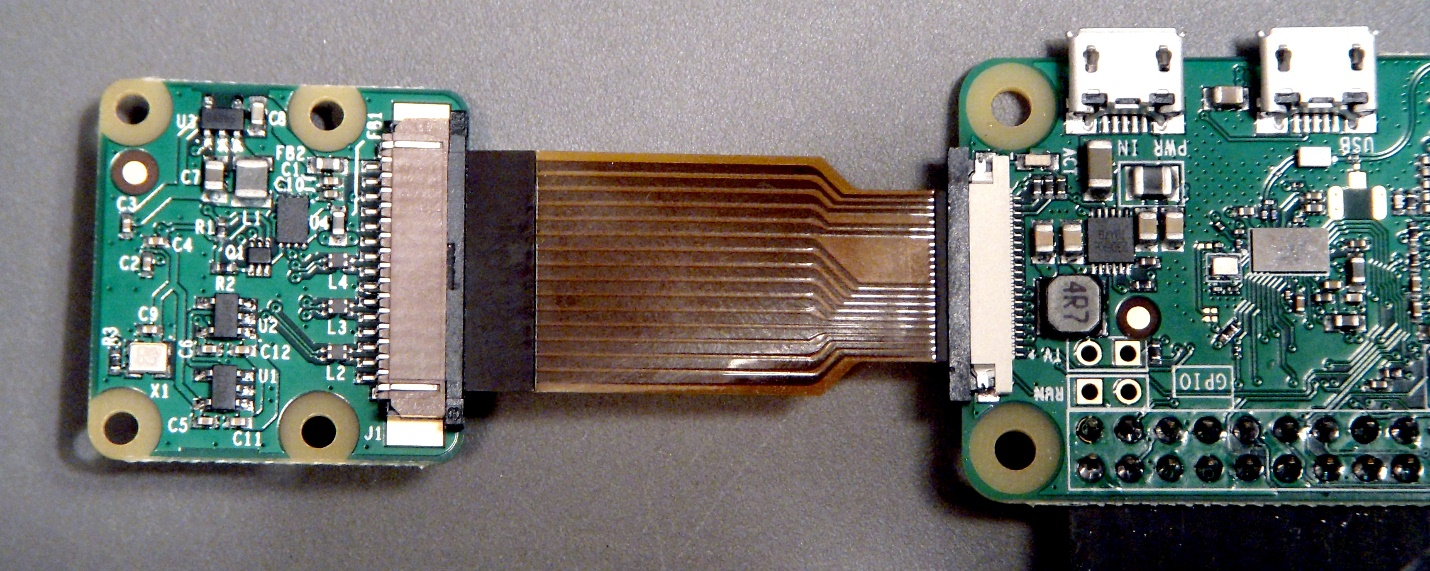 U3
C8
FB1
C7
FB2
C1
C10
C3
L1
U4
R1
C4
Q1
C2
L4
R2
C9
L3
U2
R3
C6
C12
L2
U1
X1
C5
C11
J1
PWR IN
USB
ACT
4R7
TV
RUN
GPIO